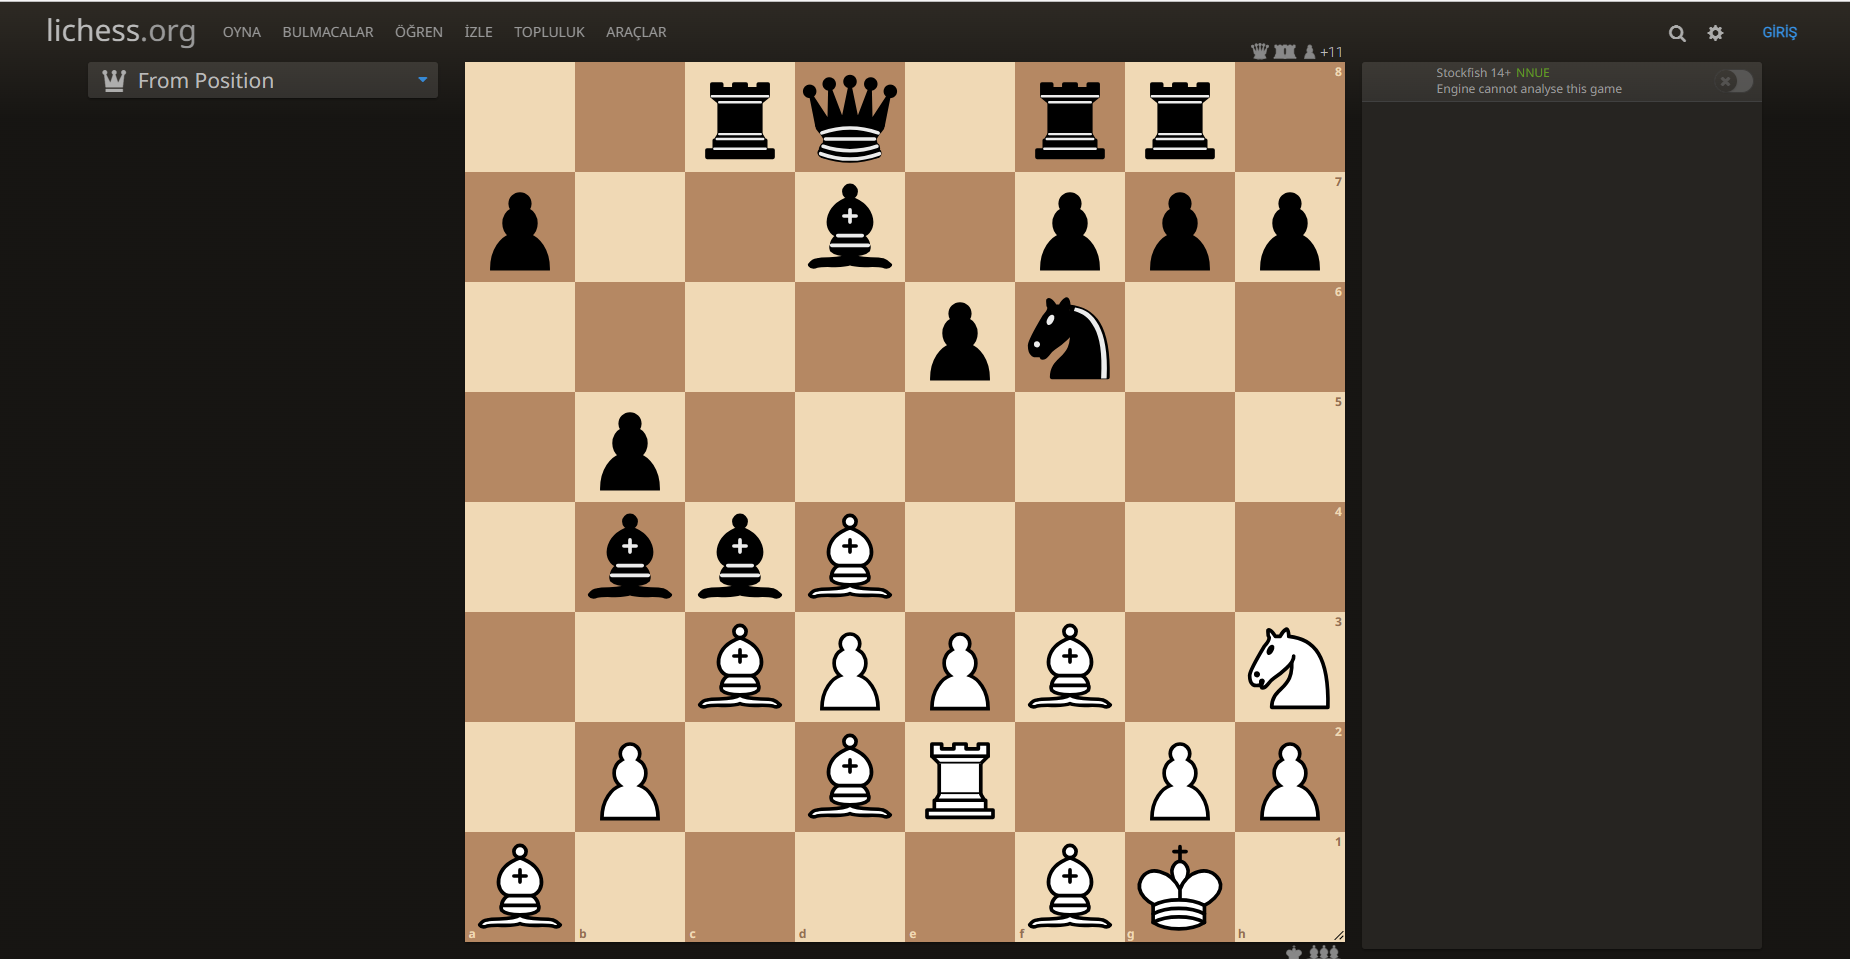 lichess.org OYNA BULMACALAR ÖĞREN İZLE TOPLULUK ARAÇLAR GİRİŞ
+11
From Position
Stockfish 14+ NNUE
Engine cannot analyse this game
8
7
6
5
4
3
2
1
a b c d e f g h